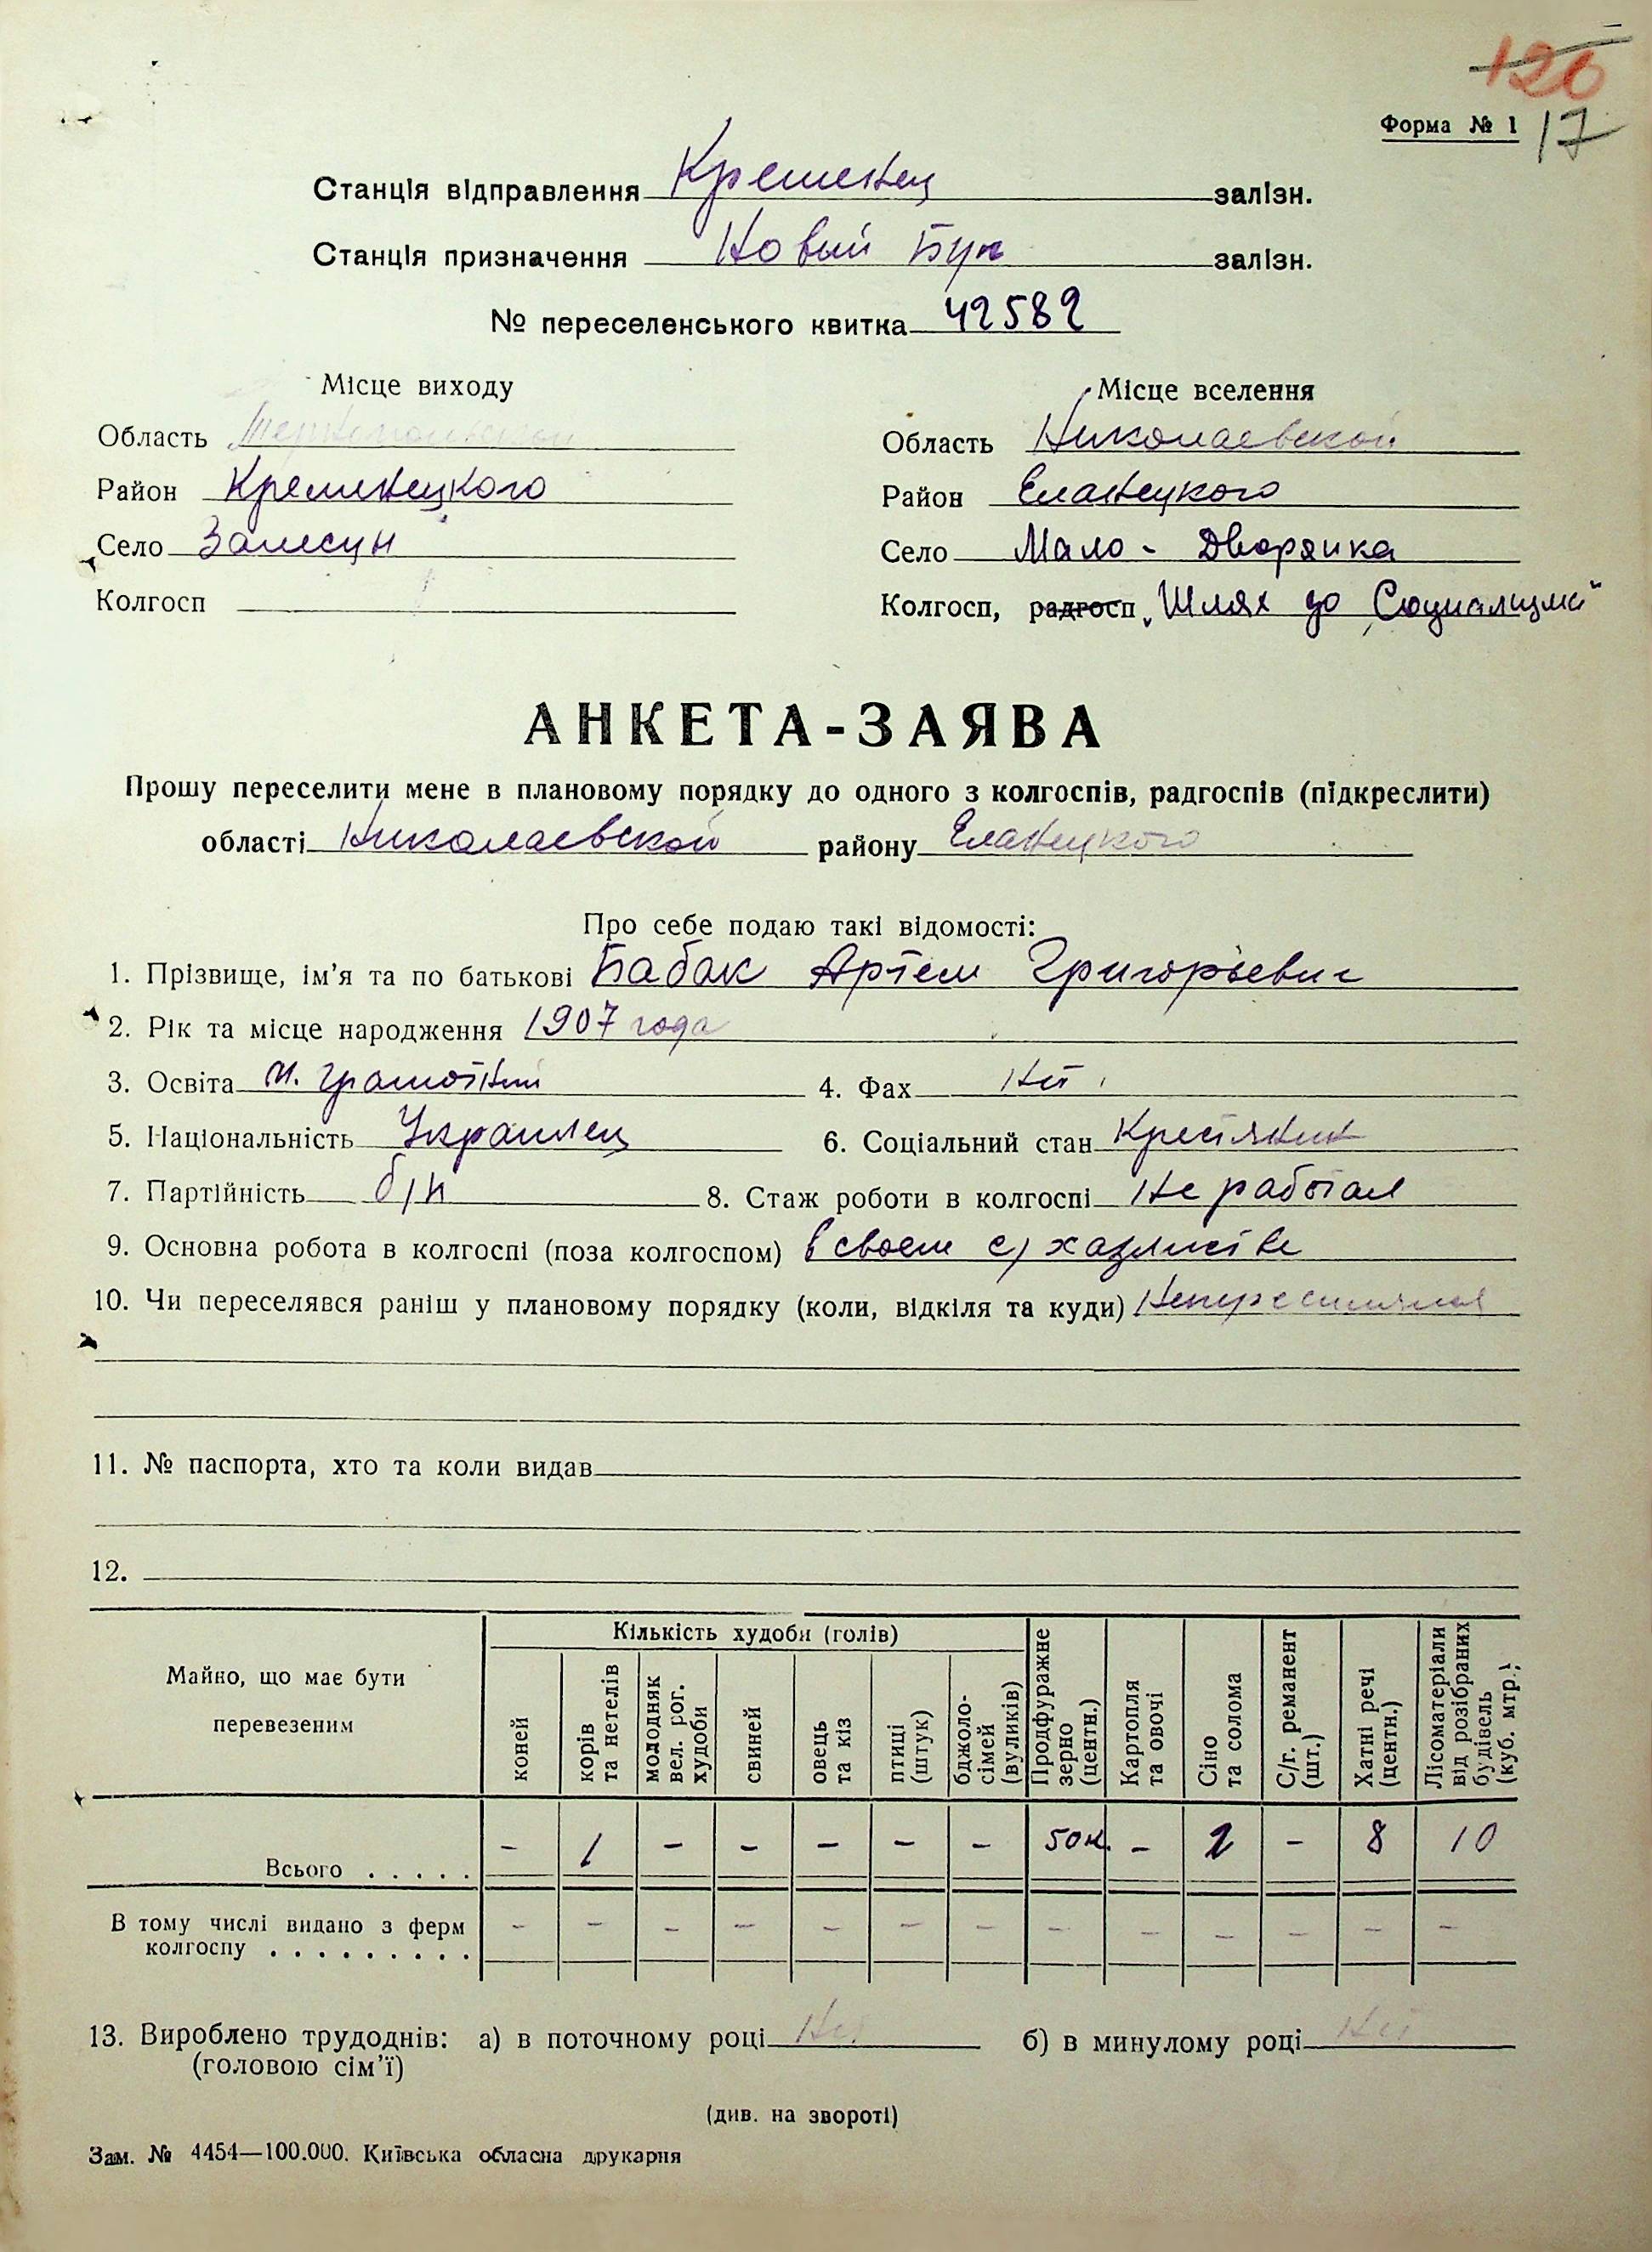 126
Форма № 1 17
Станція відправлення Кременец залізн.
Станція призначення Новый Буг залізн.
№ переселенського квитка 42582
Місце виходу
Область Тернопольской
Район Кременецкого
Село Залесцы
Колгосп
Місце вселення
Область Николаевской
Район Еланецкого
Село Мало - Дворянка
Колгосп, радгосп „Шлях до Социализма"
АНКЕТА-ЗАЯВА
Прошу переселити мене в плановому порядку до одного з колгоспів, радгоспів (підкреслити)
області Николаевской району Еланецкого
Про себе подаю такі відомості:
1. Прізвище, ім'я та по батькові Бабак Артем Григорьевич
2. Рік та місце народження 1907 года
3. Освіта м. грамотный 4. Фах нет
5. Національність Украинец 6. Соціальний стан Крестянин
7. Партійність б/п 8. Стаж роботи в колгоспі Не работал
9. Основна робота в колгоспі (поза колгоспом) в своем с/хазяистве
10. Чи переселявся раніш у плановому порядку (коли, відкіля та куди)
11. № паспорта, хто та коли видав
12.
Майно, що має бути перевезеним
Кількість худоби (голів)
коней
корів та нетелів
молодняк вел. рог. худоби
свиней
овець та кіз
птиці (штук)
бджоло-сімей (вуликів)
Продфуражне зерно (центн.)
Картопля та овочі
Сіно та солома
С/г. реманент (шт.)
Хатні речі (центн.)
Лісоматеріали від розібраних будівель (куб. мтр.)
Всього . . . . . - 1 - - - - - 50к. - 2 - 8 10
В тому числі видано з ферм
колгоспу . . . . . . . . . - - - - - - - - - - - - -
13. Вироблено трудоднів: а) в поточному році нет б) в минулому році нет
(головою сім'ї)
(див. на звороті)
Зам. № 4454—100.000. Київська обласна друкарня